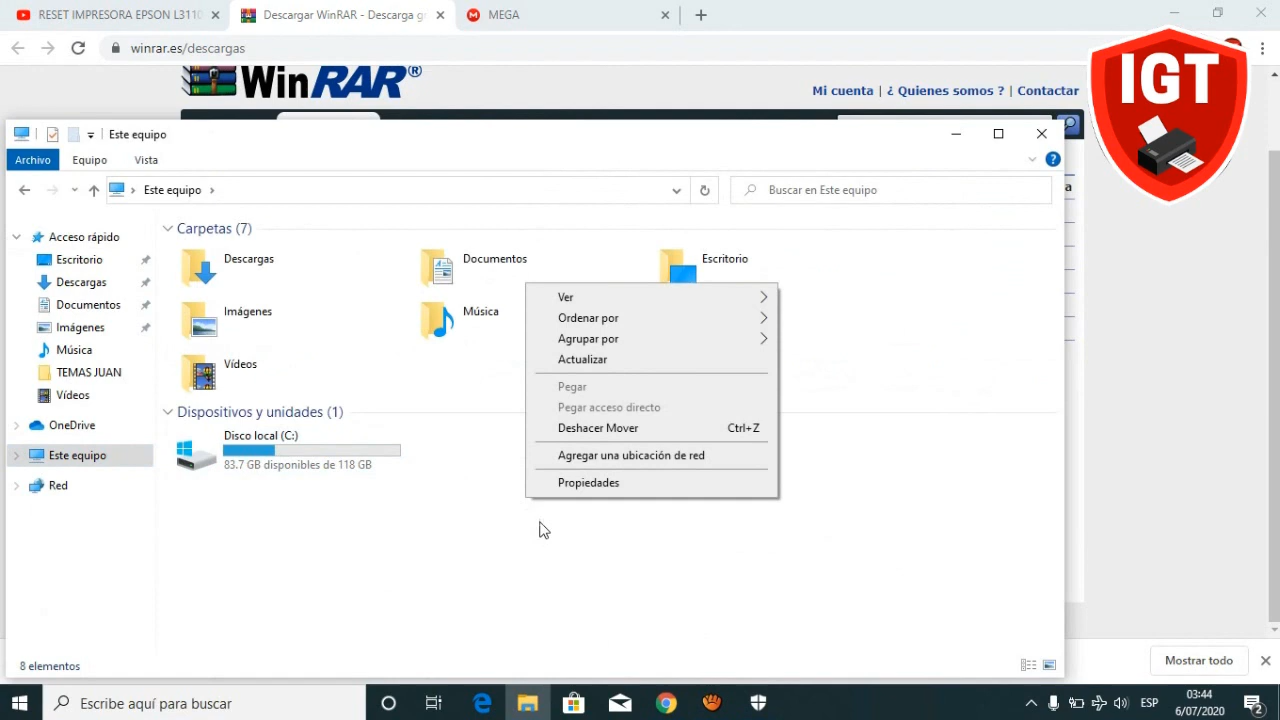 RESET IMPRESORA EPSON L3110
Descargar WinRAR - Descarga gr
MEGA
winrar.es/descargas
WinRAR®
Mi cuenta | ¿ Quienes somos ? | Contactar
IGT
Este equipo
Archivo
Equipo
Vista
Este equipo
Buscar en Este equipo
Acceso rápido
Escritorio
Descargas
Documentos
Imágenes
Música
TEMAS JUAN
Vídeos
OneDrive
Este equipo
Red
Carpetas (7)
Descargas
Documentos
Escritorio
Imágenes
Música
Vídeos
Dispositivos y unidades (1)
Disco local (C:)
83.7 GB disponibles de 118 GB
Ver
Ordenar por
Agrupar por
Actualizar
Pegar
Pegar acceso directo
Deshacer Mover Ctrl+Z
Agregar una ubicación de red
Propiedades
8 elementos
Mostrar todo
Escribe aquí para buscar
ESP
03:44
6/07/2020
2